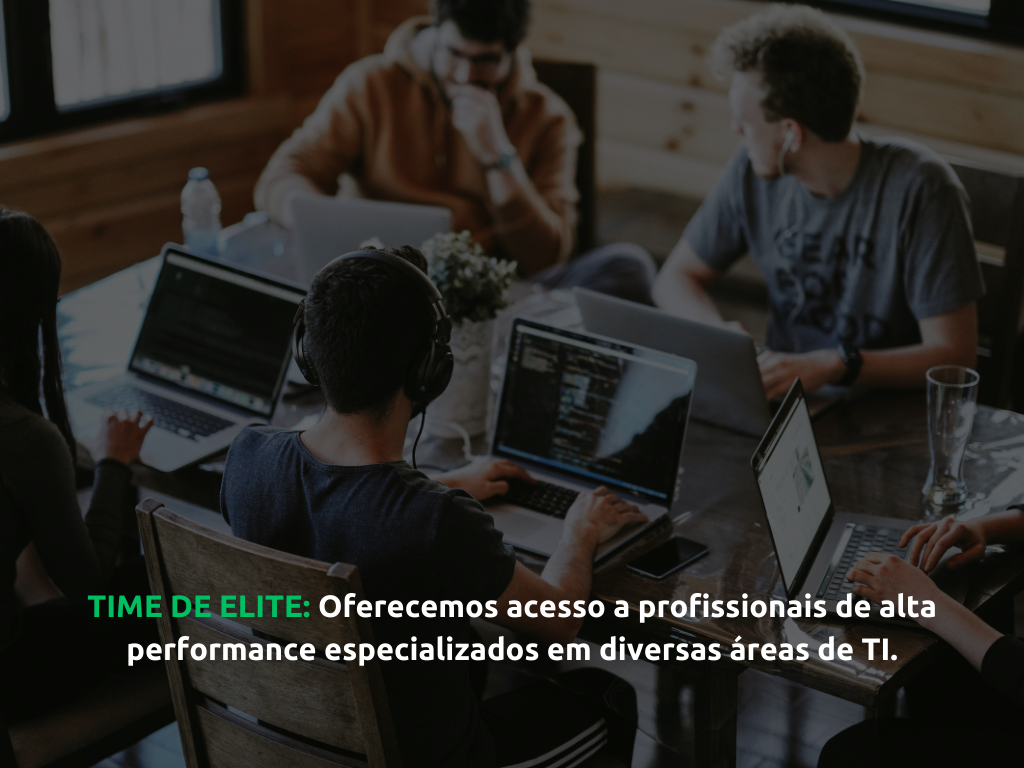 TIME DE ELITE: Oferecemos acesso a profissionais de alta
performance especializados em diversas áreas de TI.